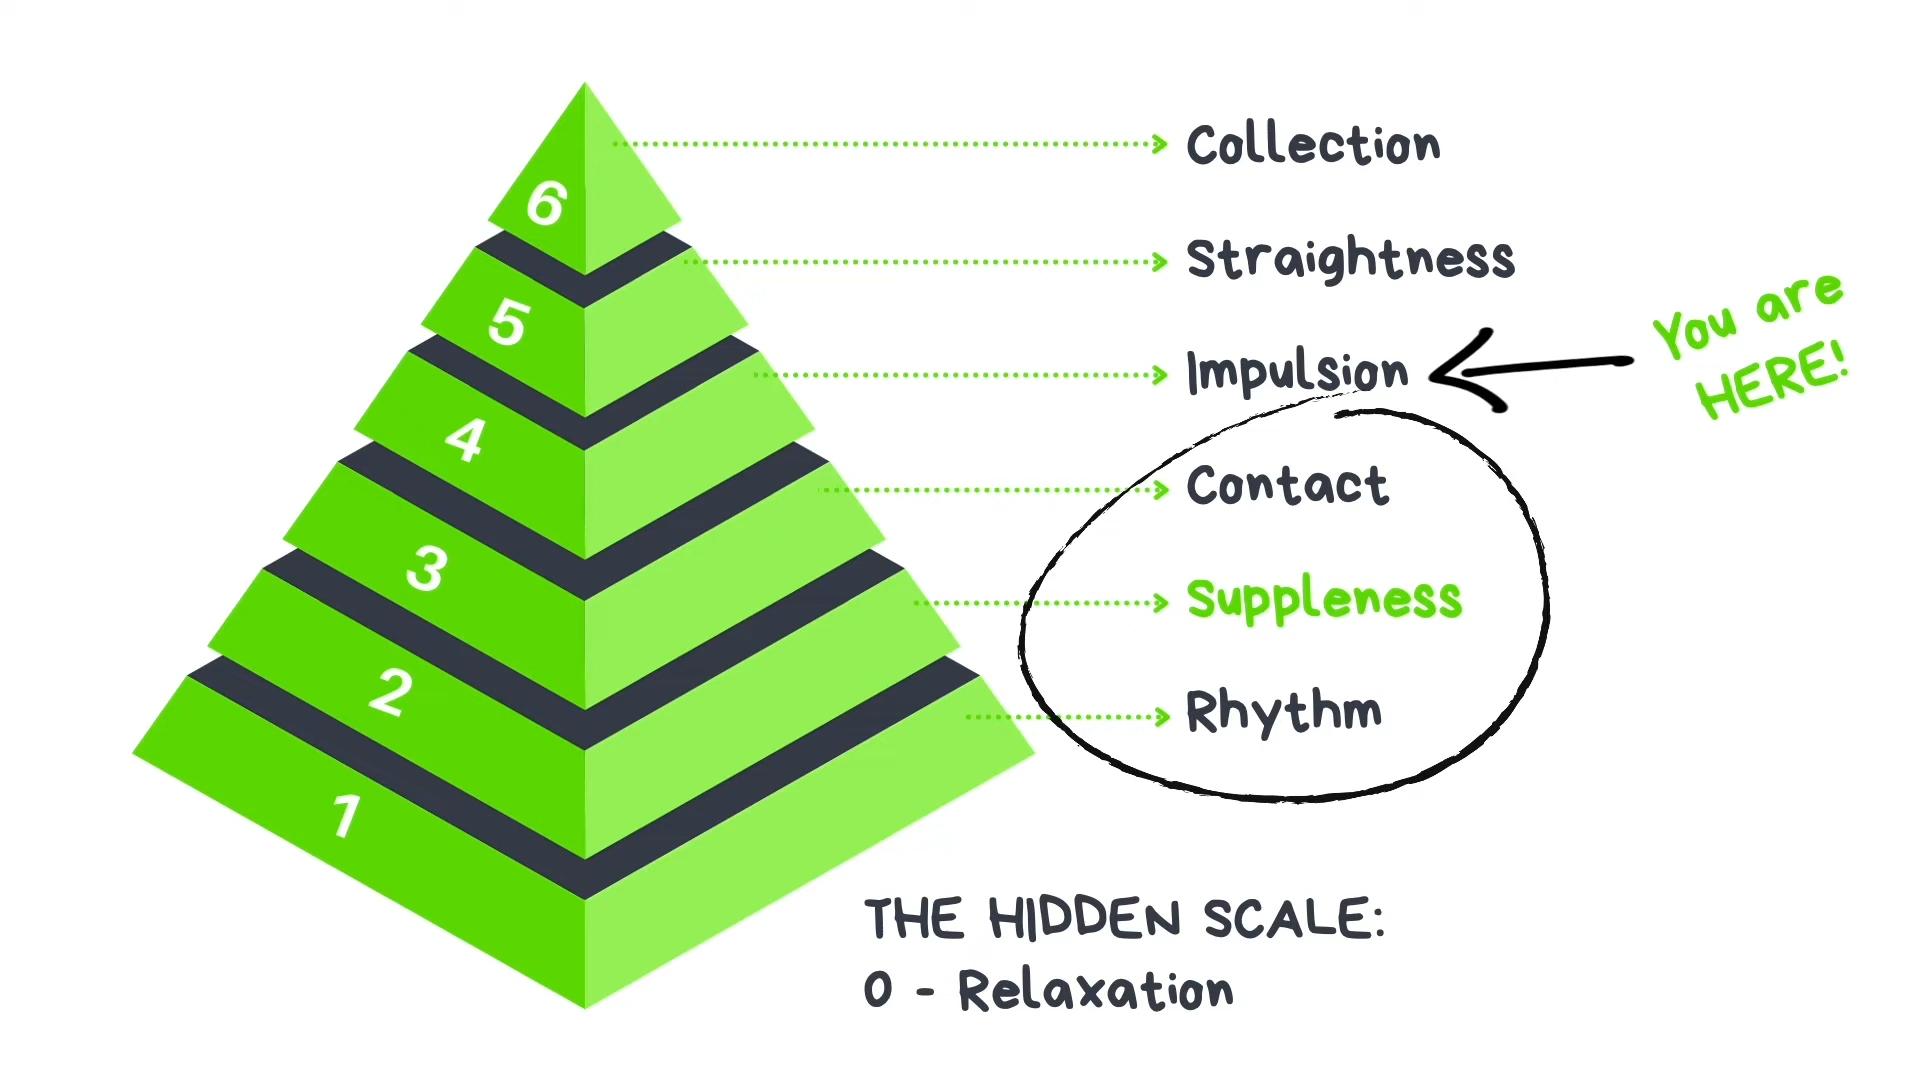 6 Collection
5 Straightness
4 Impulsion
You are
HERE!
3 Contact
2 Suppleness
1 Rhythm
THE HIDDEN SCALE:
0 - Relaxation